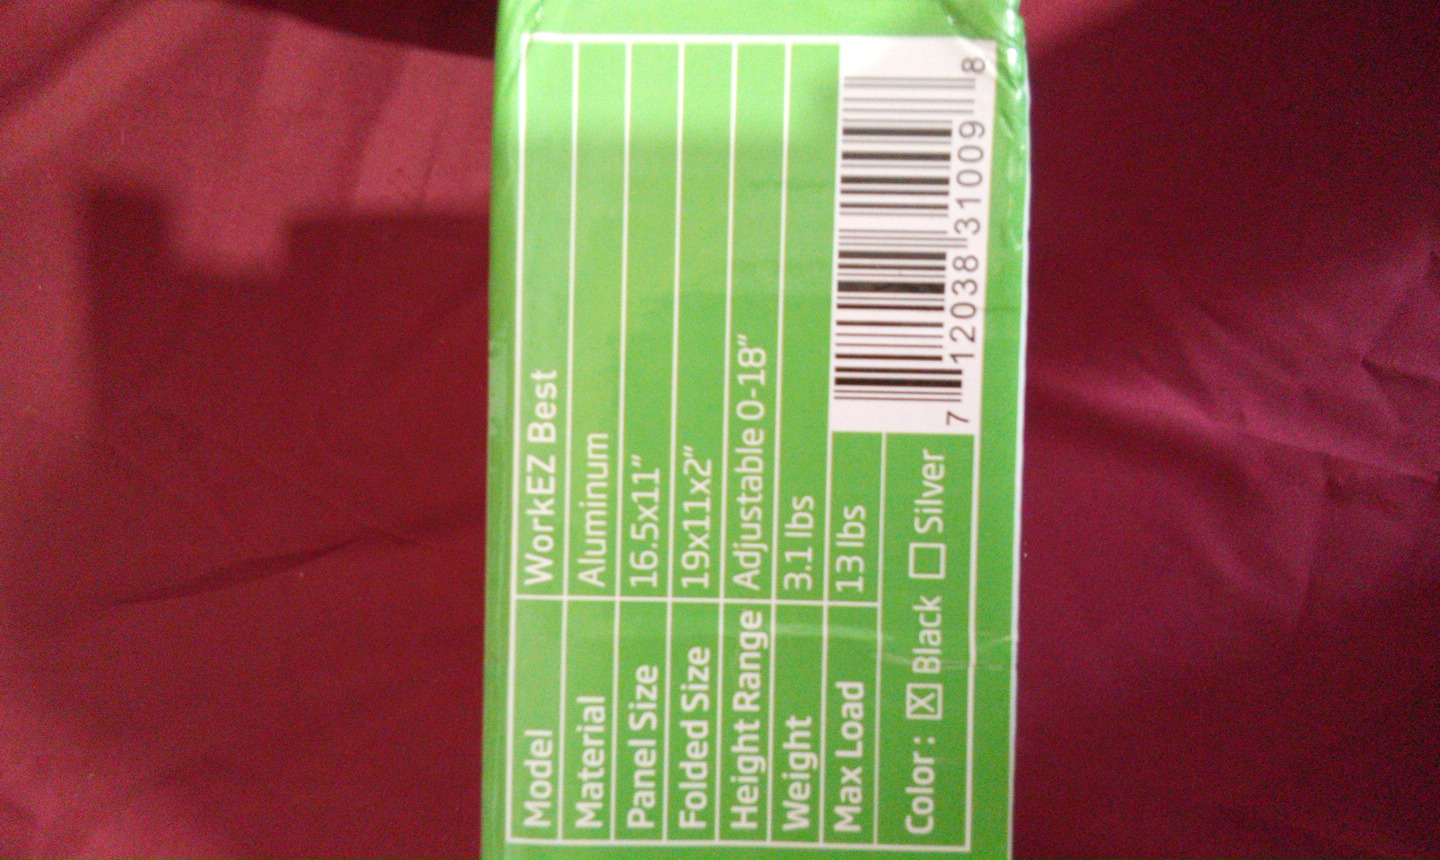 Model WorkEZ Best
Material Aluminum
Panel Size 16.5x11"
Folded Size 19x11x2"
Height Range Adjustable 0-18"
Weight 3.1 lbs
Max Load 13 lbs
Color: ☒ Black ☐ Silver
7 12038 31009 8